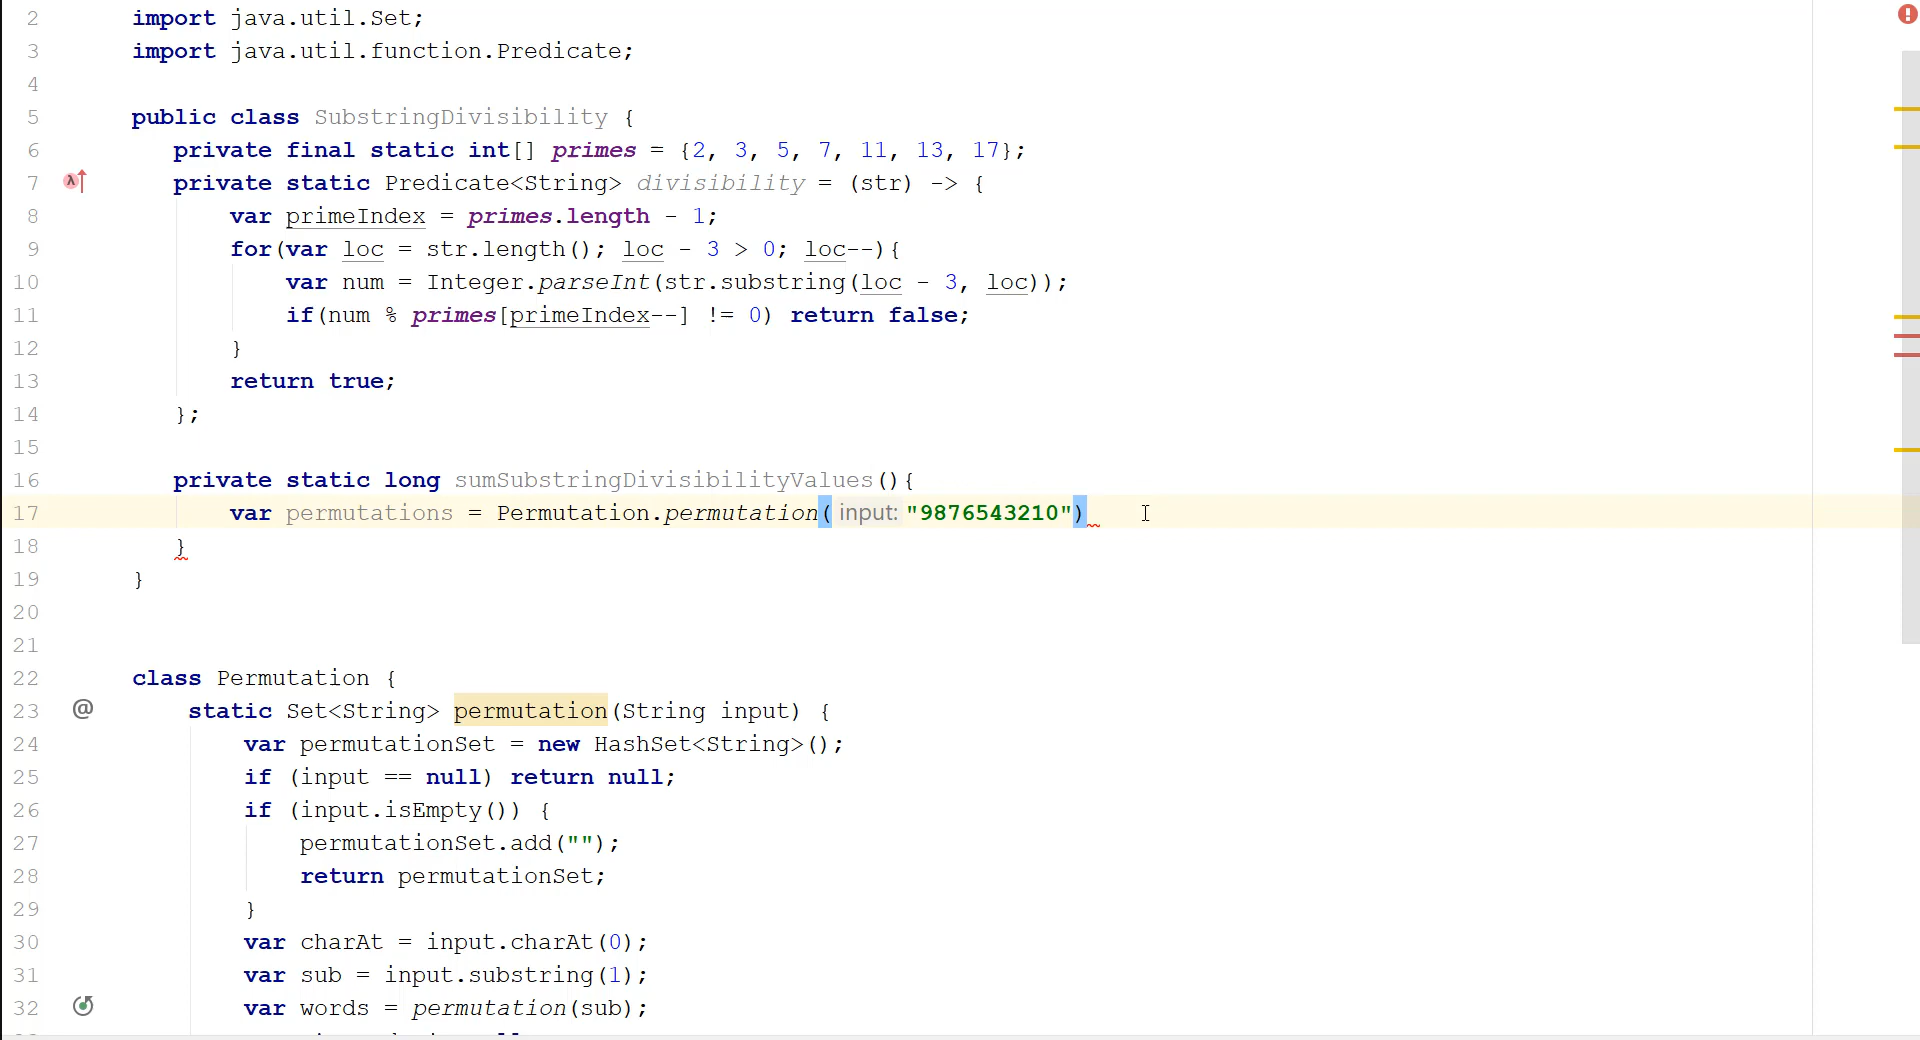 2 import java.util.Set;
3 import java.util.function.Predicate;
4
5 public class SubstringDivisibility {
6 private final static int[] primes = {2, 3, 5, 7, 11, 13, 17};
7 private static Predicate<String> divisibility = (str) -> {
8 var primeIndex = primes.length - 1;
9 for(var loc = str.length(); loc - 3 > 0; loc--){
10 var num = Integer.parseInt(str.substring(loc - 3, loc));
11 if(num % primes[primeIndex--] != 0) return false;
12 }
13 return true;
14 };
15
16 private static long sumSubstringDivisibilityValues(){
17 var permutations = Permutation.permutation( input: "9876543210")
18 }
19 }
20
21
22 class Permutation {
23 @ static Set<String> permutation(String input) {
24 var permutationSet = new HashSet<String>();
25 if (input == null) return null;
26 if (input.isEmpty()) {
27 permutationSet.add("");
28 return permutationSet;
29 }
30 var charAt = input.charAt(0);
31 var sub = input.substring(1);
32 var words = permutation(sub);